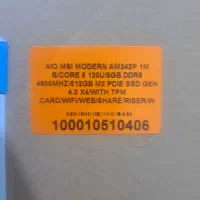 AIO MSI MODERN AM242P 1M
5/CORE 5 120U/8GB DDR5
4800MHZ/512GB M2 PCIE SSD GEN
4.0 X4/WITH TPM
CARD/WIFI/WEB/SHARE/RISER/W
100010510406